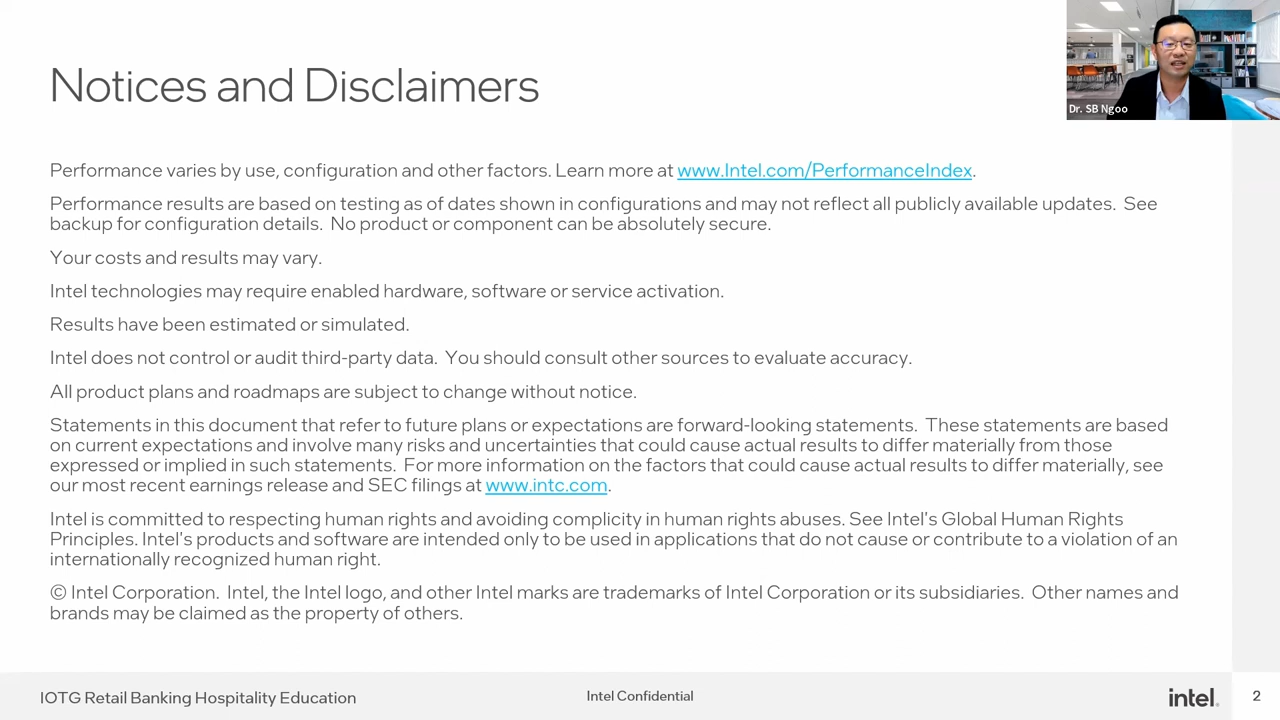 Notices and Disclaimers
Dr. SB Ngoo
Performance varies by use, configuration and other factors. Learn more at www.Intel.com/PerformanceIndex.
Performance results are based on testing as of dates shown in configurations and may not reflect all publicly available updates.  See
backup for configuration details.  No product or component can be absolutely secure.
Your costs and results may vary.
Intel technologies may require enabled hardware, software or service activation.
Results have been estimated or simulated.
Intel does not control or audit third-party data.  You should consult other sources to evaluate accuracy.
All product plans and roadmaps are subject to change without notice.
Statements in this document that refer to future plans or expectations are forward-looking statements.  These statements are based
on current expectations and involve many risks and uncertainties that could cause actual results to differ materially from those
expressed or implied in such statements.  For more information on the factors that could cause actual results to differ materially, see
our most recent earnings release and SEC filings at www.intc.com.
Intel is committed to respecting human rights and avoiding complicity in human rights abuses. See Intel's Global Human Rights
Principles. Intel's products and software are intended only to be used in applications that do not cause or contribute to a violation of an
internationally recognized human right.
© Intel Corporation.  Intel, the Intel logo, and other Intel marks are trademarks of Intel Corporation or its subsidiaries.  Other names and
brands may be claimed as the property of others.
IOTG Retail Banking Hospitality Education
Intel Confidential
intel.
2